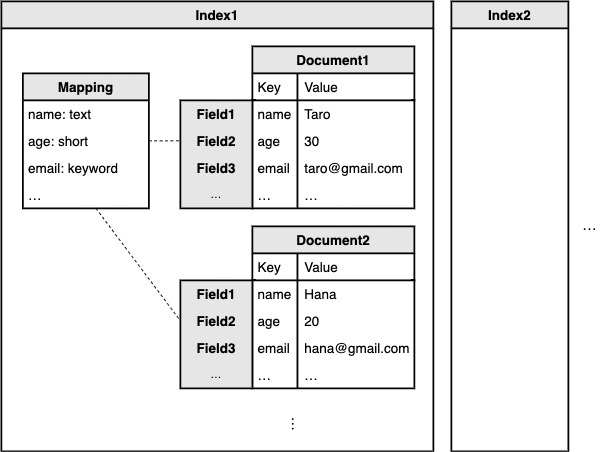 Index1
Index2
Mapping
name: text
age: short
email: keyword
…
Document1
Key Value
Field1 name Taro
Field2 age 30
Field3 email taro@gmail.com
… … …
Document2
Key Value
Field1 name Hana
Field2 age 20
Field3 email hana@gmail.com
… … …
⋮
…